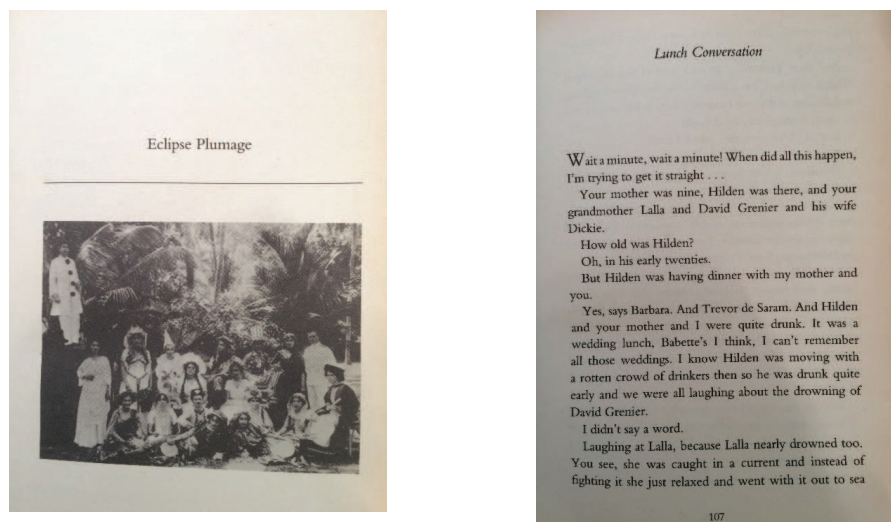 Eclipse Plumage
Lunch Conversation
Wait a minute, wait a minute! When did all this happen,
I'm trying to get it straight . . .
Your mother was nine, Hilden was there, and your
grandmother Lalla and David Grenier and his wife
Dickie.
How old was Hilden?
Oh, in his early twenties.
But Hilden was having dinner with my mother and
you.
Yes, says Barbara. And Trevor de Saram. And Hilden
and your mother and I were quite drunk. It was a
wedding lunch, Babette's I think, I can't remember
all those weddings. I know Hilden was moving with
a rotten crowd of drinkers then so he was drunk quite
early and we were all laughing about the drowning of
David Grenier.
I didn't say a word.
Laughing at Lalla, because Lalla nearly drowned too.
You see, she was caught in a current and instead of
fighting it she just relaxed and went with it out to sea
107